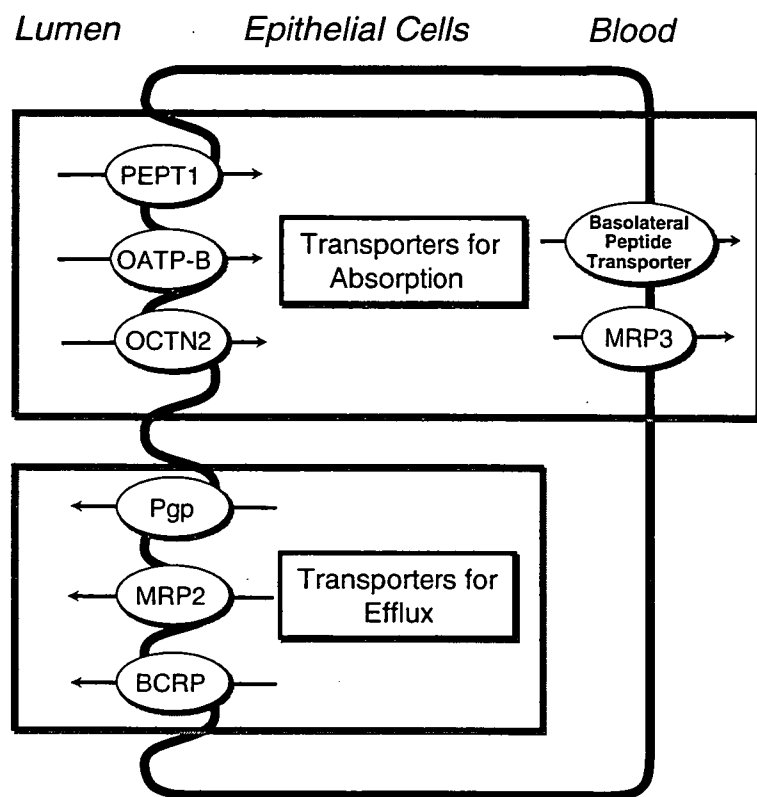 Lumen Epithelial Cells Blood
PEPT1
OATP-B
OCTN2
Transporters for
Absorption
Basolateral
Peptide
Transporter
MRP3
Pgp
MRP2
BCRP
Transporters for
Efflux